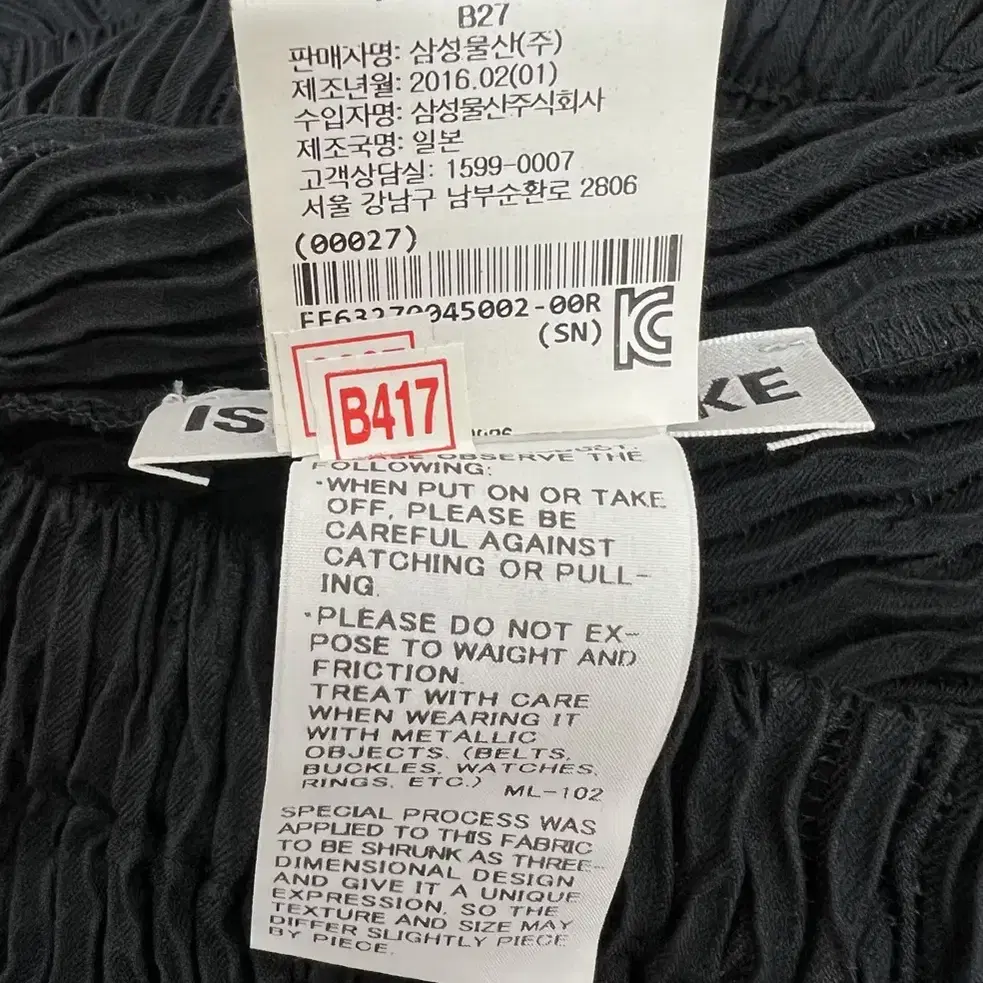 B27
판매자명: 삼성물산(주)
제조년월: 2016.02(01)
수입자명: 삼성물산주식회사
제조국명: 일본
고객상담실: 1599-0007
서울 강남구 남부순환로 2806
(00027)
045002-00R
(SN)
IS
KE
B417
OBSERVE THE
FOLLOWING:
·WHEN PUT ON OR TAKE
OFF, PLEASE BE
CAREFUL AGAINST
CATCHING OR PULL-
ING.
·PLEASE DO NOT EX-
POSE TO WAIGHT AND
FRICTION.
TREAT WITH CARE
WHEN WEARING IT
WITH METALLIC
OBJECTS. (BELTS,
BUCKLES, WATCHES,
RINGS, ETC.) ML-102
SPECIAL PROCESS WAS
APPLIED TO THIS FABRIC
TO BE SHRUNK AS THREE-
DIMENSIONAL DESIGN
AND GIVE IT A UNIQUE
EXPRESSION, SO THE
TEXTURE AND SIZE MAY
DIFFER SLIGHTLY PIECE
BY PIECE.